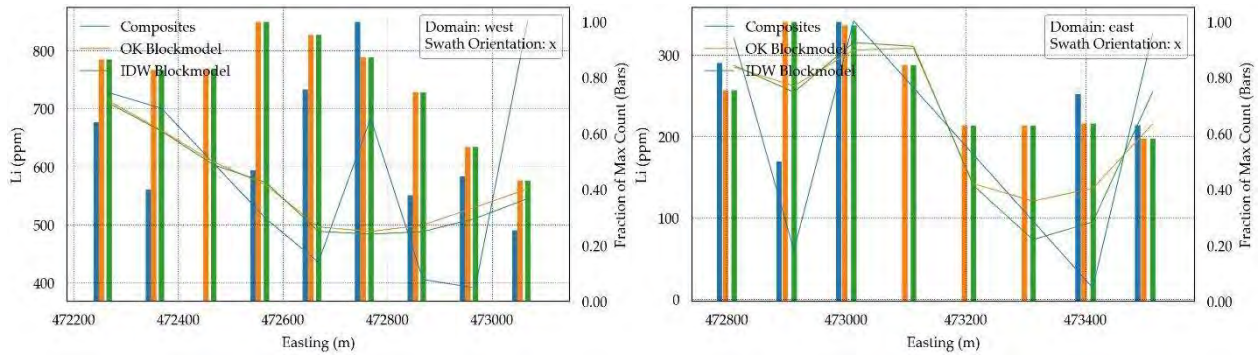 Composites
OK Blockmodel
IDW Blockmodel
Domain: west
Swath Orientation: x
Li (ppm)
800
700
600
500
400
1.00
0.80
0.60
0.40
0.20
0.00
Fraction of Max Count (Bars)
472200
472400
472600
472800
473000
Easting (m)
Composites
OK Blockmodel
IDW Blockmodel
Domain: east
Swath Orientation: x
Li (ppm)
300
200
100
0
1.00
0.80
0.60
0.40
0.20
0.00
Fraction of Max Count (Bars)
472800
473000
473200
473400
Easting (m)